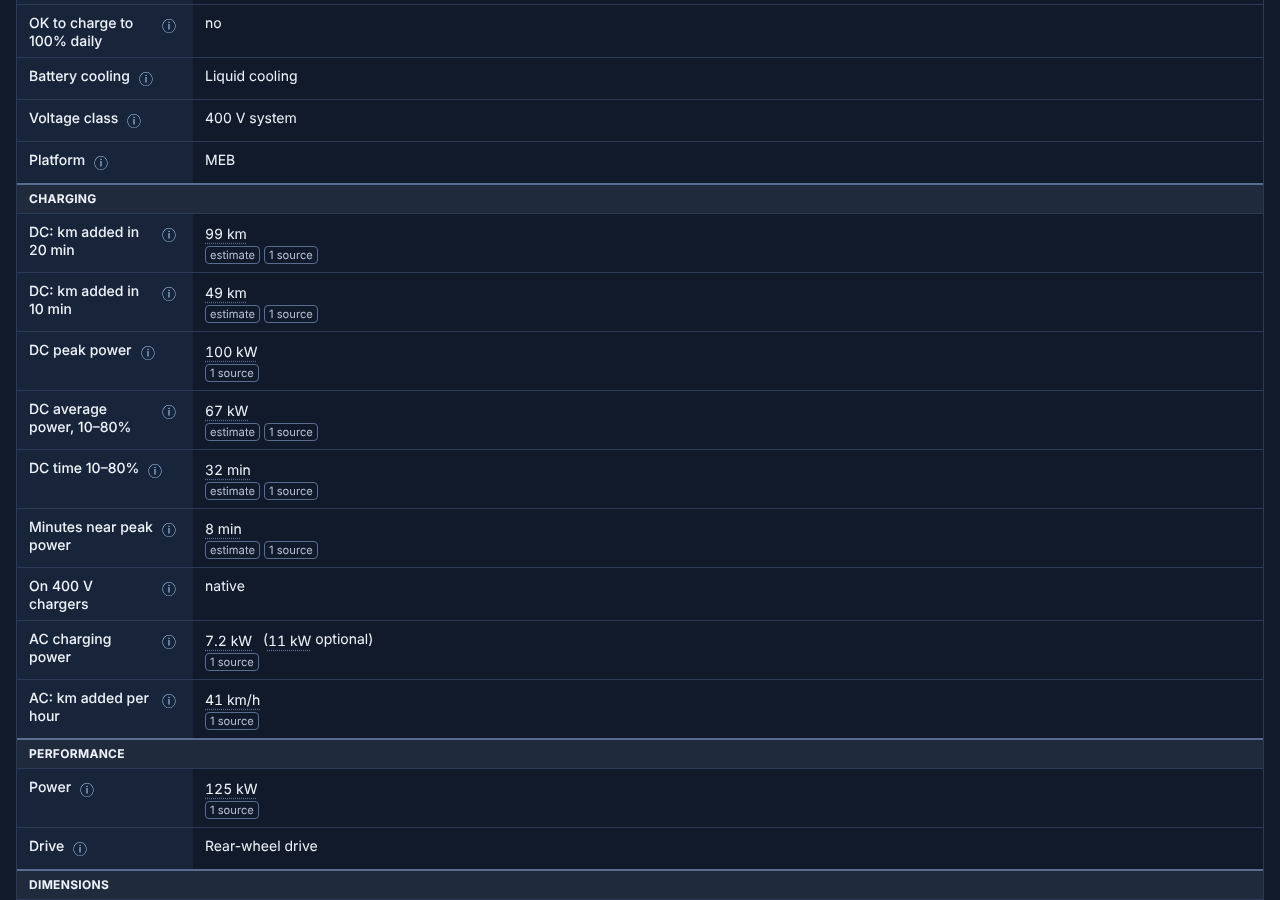 OK to charge to
100% daily
no
Battery cooling
Liquid cooling
Voltage class
400 V system
Platform
MEB
CHARGING
DC: km added in
20 min
99 km
estimate 1 source
DC: km added in
10 min
49 km
estimate 1 source
DC peak power
100 kW
1 source
DC average
power, 10–80%
67 kW
estimate 1 source
DC time 10–80%
32 min
estimate 1 source
Minutes near peak
power
8 min
estimate 1 source
On 400 V
chargers
native
AC charging
power
7.2 kW (11 kW optional)
1 source
AC: km added per
hour
41 km/h
1 source
PERFORMANCE
Power
125 kW
1 source
Drive
Rear-wheel drive
DIMENSIONS